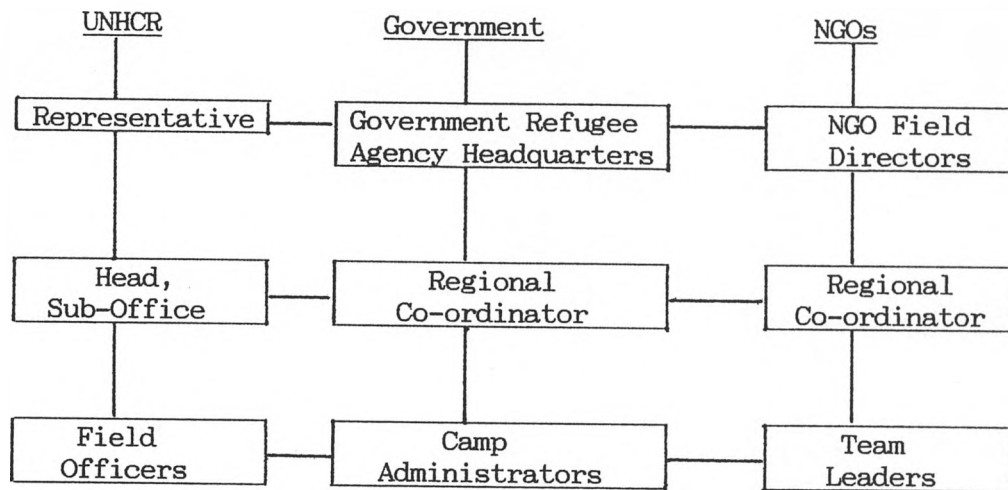 UNHCR
Government
NGOs
Representative
Government Refugee
Agency Headquarters
NGO Field
Directors
Head,
Sub-Office
Regional
Co-ordinator
Regional
Co-ordinator
Field
Officers
Camp
Administrators
Team
Leaders